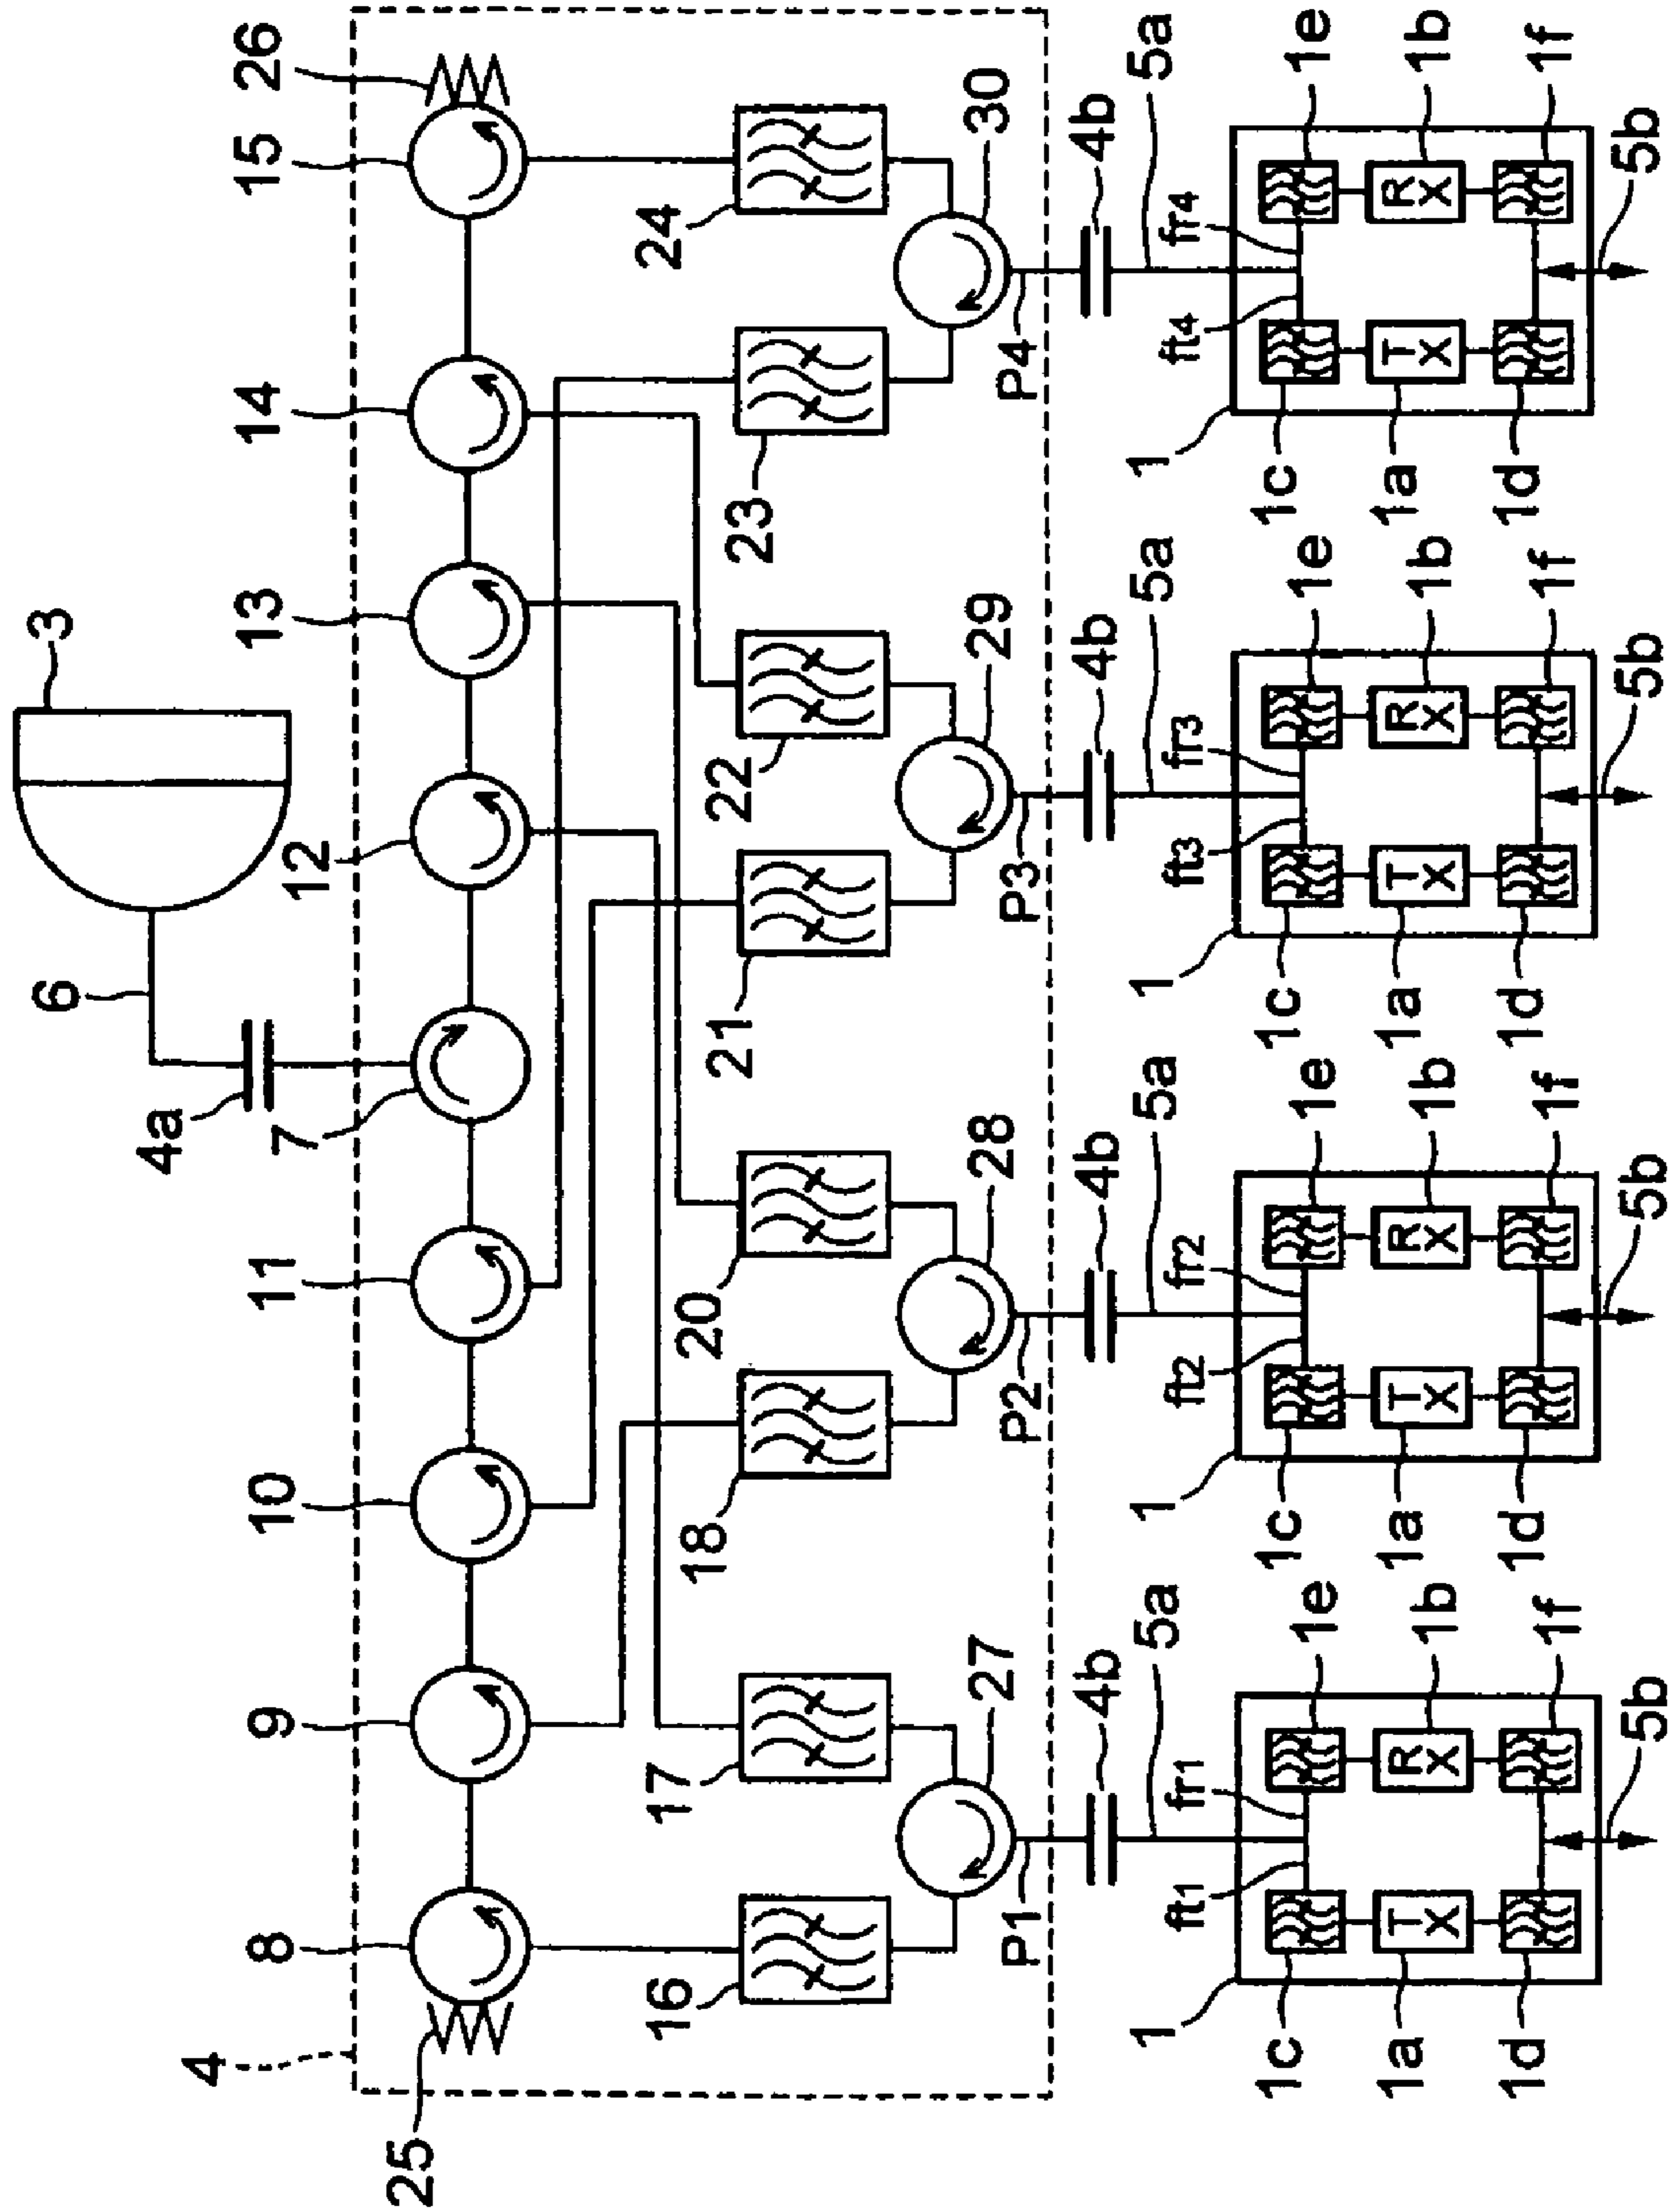 3
6
4a
26
15
14
13
12
7
11
10
9
8
25
4
24
23
22
21
20
18
17
16
30
29
28
27
P4
P3
P2
P1
4b
4b
4b
4b
5a
5a
5a
5a
1
ft4
fr4
1c
1e
1a
TX
RX
1b
1d
1f
5b
1
ft3
fr3
1c
1e
1a
TX
RX
1b
1d
1f
5b
1
ft2
fr2
1c
1e
1a
TX
RX
1b
1d
1f
5b
1
ft1
fr1
1c
1e
1a
TX
RX
1b
1d
1f
5b